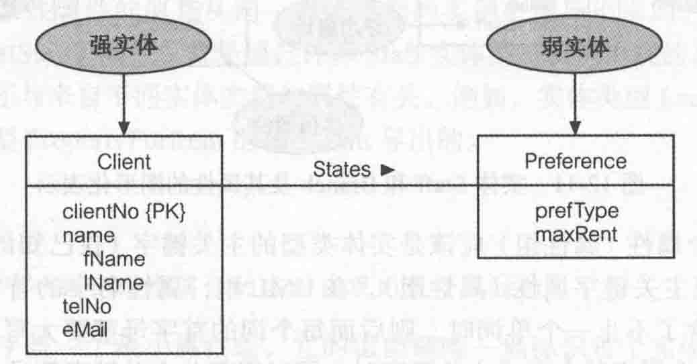 强实体
弱实体
Client
States ►
Preference
clientNo {PK}
name
fName
lName
telNo
eMail
prefType
maxRent